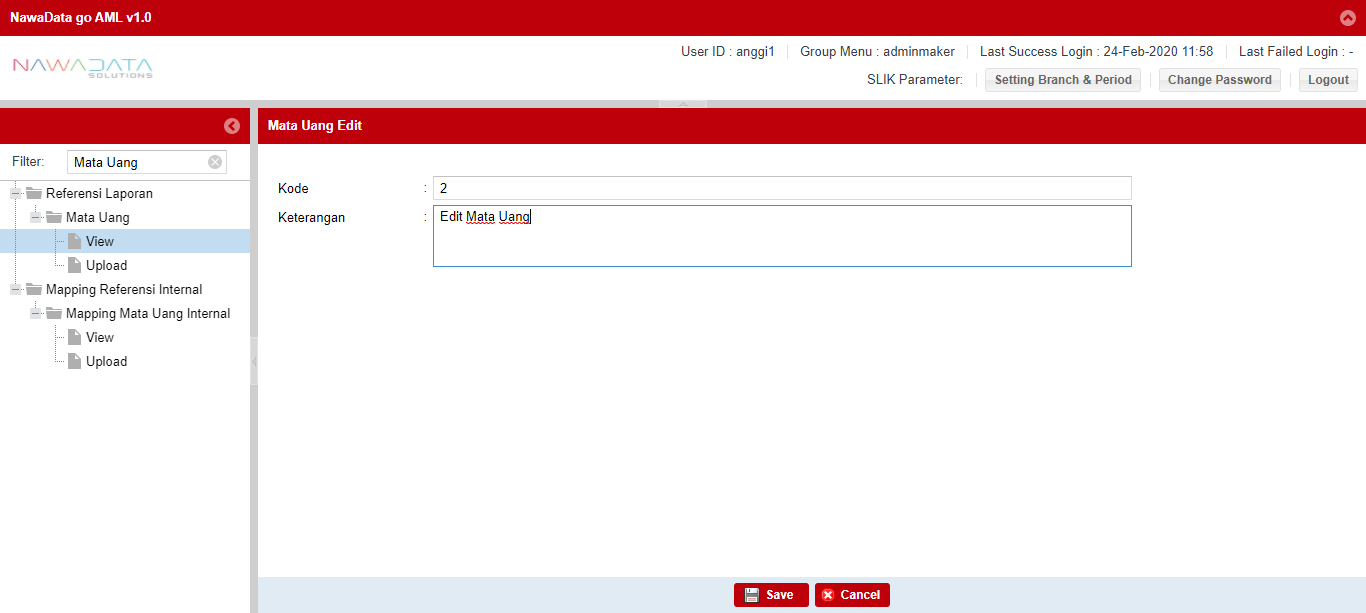 NawaData go AML v1.0
NAWADATA
SOLUTIONS
User ID : anggi1 Group Menu : adminmaker Last Success Login : 24-Feb-2020 11:58 Last Failed Login : -
SLIK Parameter: Setting Branch & Period Change Password Logout
Mata Uang Edit
Filter: Mata Uang
Referensi Laporan
Mata Uang
View
Upload
Mapping Referensi Internal
Mapping Mata Uang Internal
View
Upload
Kode : 2
Keterangan : Edit Mata Uang
Save Cancel